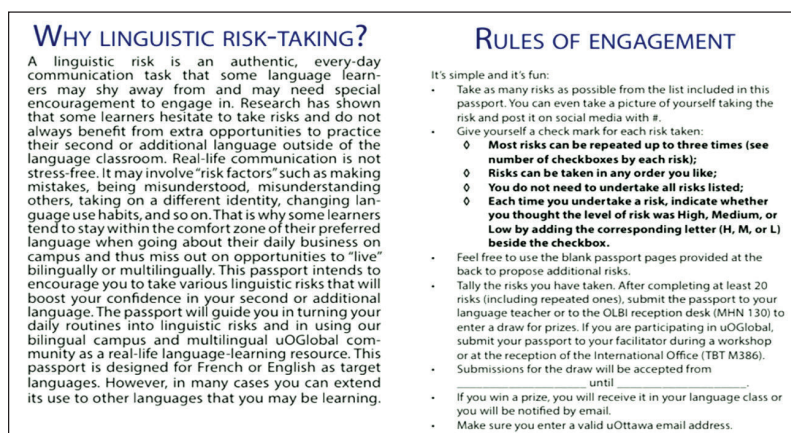 WHY LINGUISTIC RISK-TAKING?
A linguistic risk is an authentic, every-day
communication task that some language learn-
ers may shy away from and may need special
encouragement to engage in. Research has shown
that some learners hesitate to take risks and do not
always benefit from extra opportunities to practice
their second or additional language outside of the
language classroom. Real-life communication is not
stress-free. It may involve “risk factors” such as making
mistakes, being misunderstood, misunderstanding
others, taking on a different identity, changing lan-
guage use habits, and so on. That is why some learners
tend to stay within the comfort zone of their preferred
language when going about their daily business on
campus and thus miss out on opportunities to “live”
bilingually or multilingually. This passport intends to
encourage you to take various linguistic risks that will
boost your confidence in your second or additional
language. The passport will guide you in turning your
daily routines into linguistic risks and in using our
bilingual campus and multilingual uOGlobal com-
munity as a real-life language-learning resource. This
passport is designed for French or English as target
languages. However, in many cases you can extend
its use to other languages that you may be learning.
RULES OF ENGAGEMENT
It's simple and it's fun:
• Take as many risks as possible from the list included in this
passport. You can even take a picture of yourself taking the
risk and post it on social media with #.
• Give yourself a check mark for each risk taken:
◊ Most risks can be repeated up to three times (see
number of checkboxes by each risk);
◊ Risks can be taken in any order you like;
◊ You do not need to undertake all risks listed;
◊ Each time you undertake a risk, indicate whether
you thought the level of risk was High, Medium, or
Low by adding the corresponding letter (H, M, or L)
beside the checkbox.
• Feel free to use the blank passport pages provided at the
back to propose additional risks.
• Tally the risks you have taken. After completing at least 20
risks (including repeated ones), submit the passport to your
language teacher or to the OLBI reception desk (MHN 130) to
enter a draw for prizes. If you are participating in uOGlobal,
submit your passport to your facilitator during a workshop
or at the reception of the International Office (TBT M386).
• Submissions for the draw will be accepted from
____________________ until ________________.
• If you win a prize, you will receive it in your language class or
you will be notified by email.
• Make sure you enter a valid uOttawa email address.